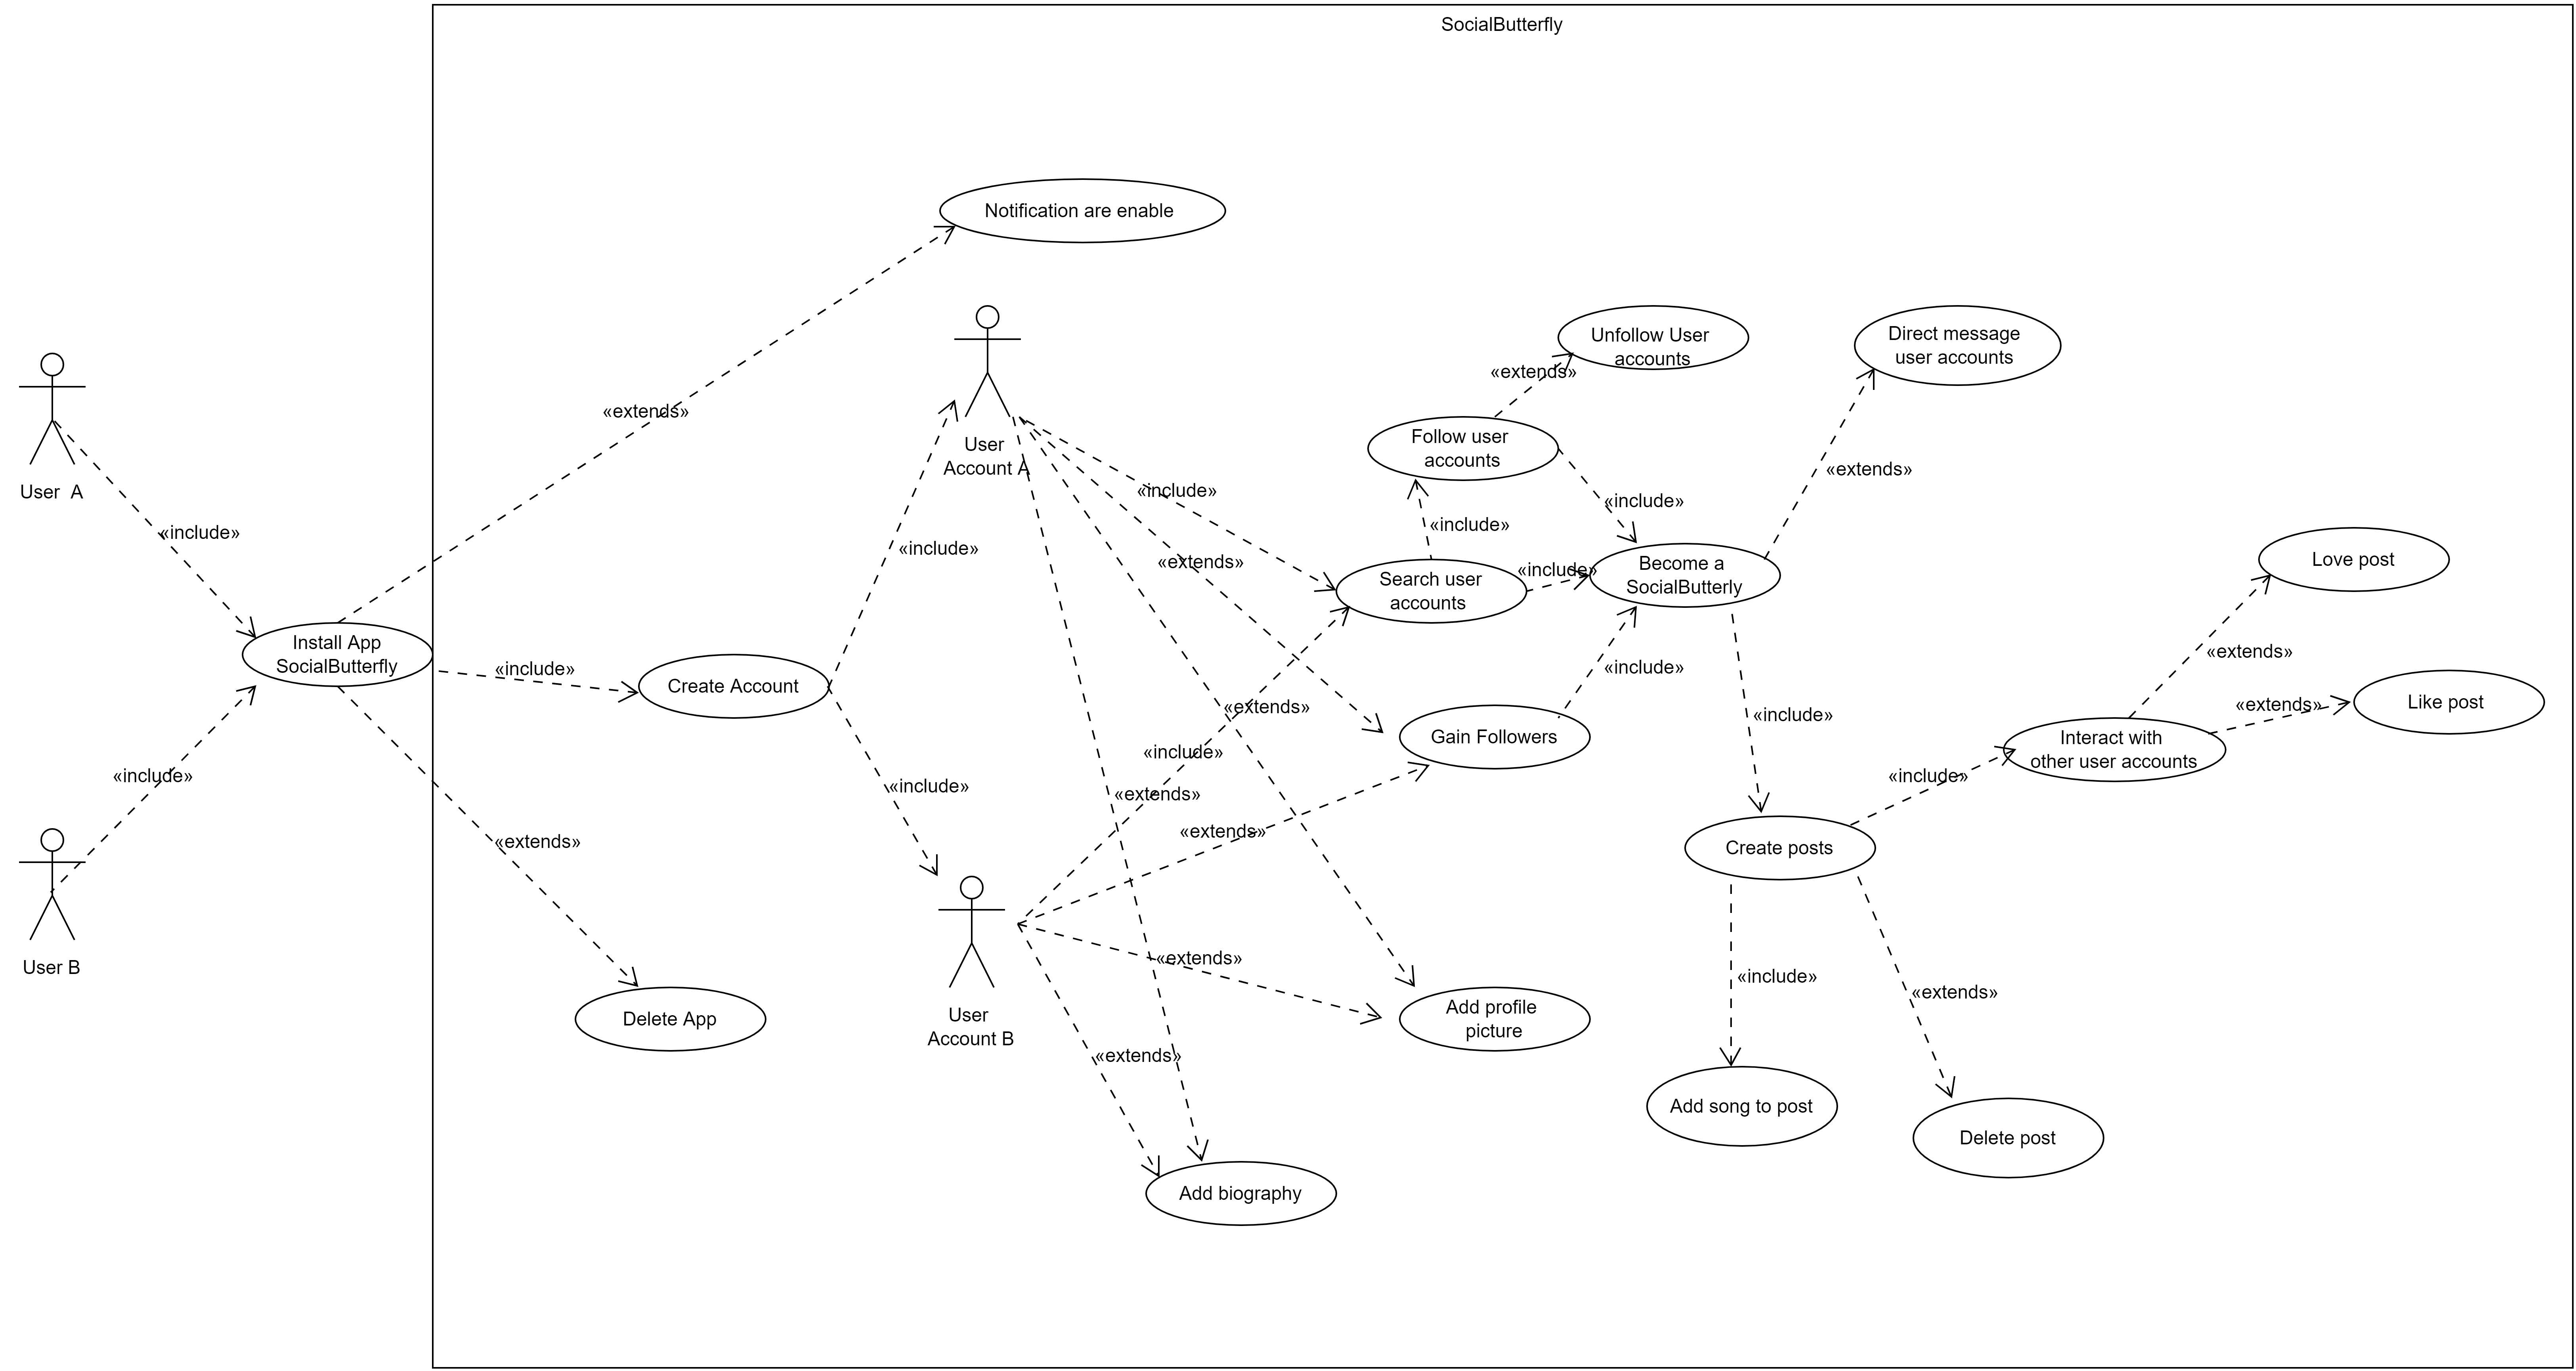 SocialButterfly
Notification are enable
Unfollow User
accounts
Direct message
user accounts
«extends»
«extends»
Follow user
accounts
User
Account A
«extends»
User  A
«include»
«include»
«include»
«include»
«include»
«extends»
Search user
accounts
«include»
Become a
SocialButterly
Love post
Install App
SocialButterfly
«include»
Create Account
«include»
«extends»
«extends»
Like post
«extends»
«include»
Gain Followers
Interact with
other user accounts
«include»
«include»
«include»
«include»
«extends»
«extends»
«extends»
Create posts
User B
«extends»
«include»
«extends»
Delete App
User
Account B
Add profile
picture
«extends»
Add song to post
Delete post
Add biography